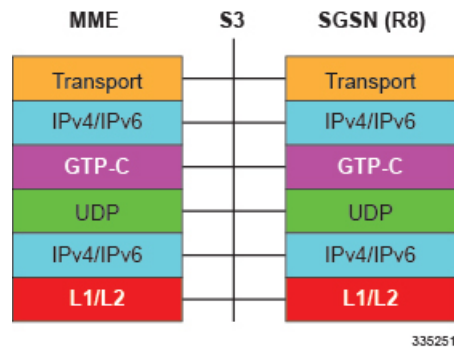 MME S3 SGSN (R8)
Transport Transport
IPv4/IPv6 IPv4/IPv6
GTP-C GTP-C
UDP UDP
IPv4/IPv6 IPv4/IPv6
L1/L2 L1/L2
335251